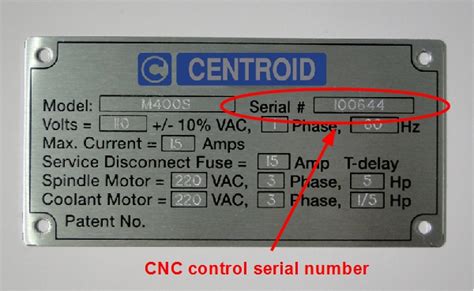 C CENTROID
Model: M400S Serial # 100644
Volts = 110 +/- 10% VAC, 1 Phase, 60 Hz
Max. Current = 15 Amps
Service Disconnect Fuse = 15 Amp T-delay
Spindle Motor = 220 VAC, 3 Phase, 5 Hp
Coolant Motor = 220 VAC, 3 Phase, 1/5 Hp
Patent No.
CNC control serial number